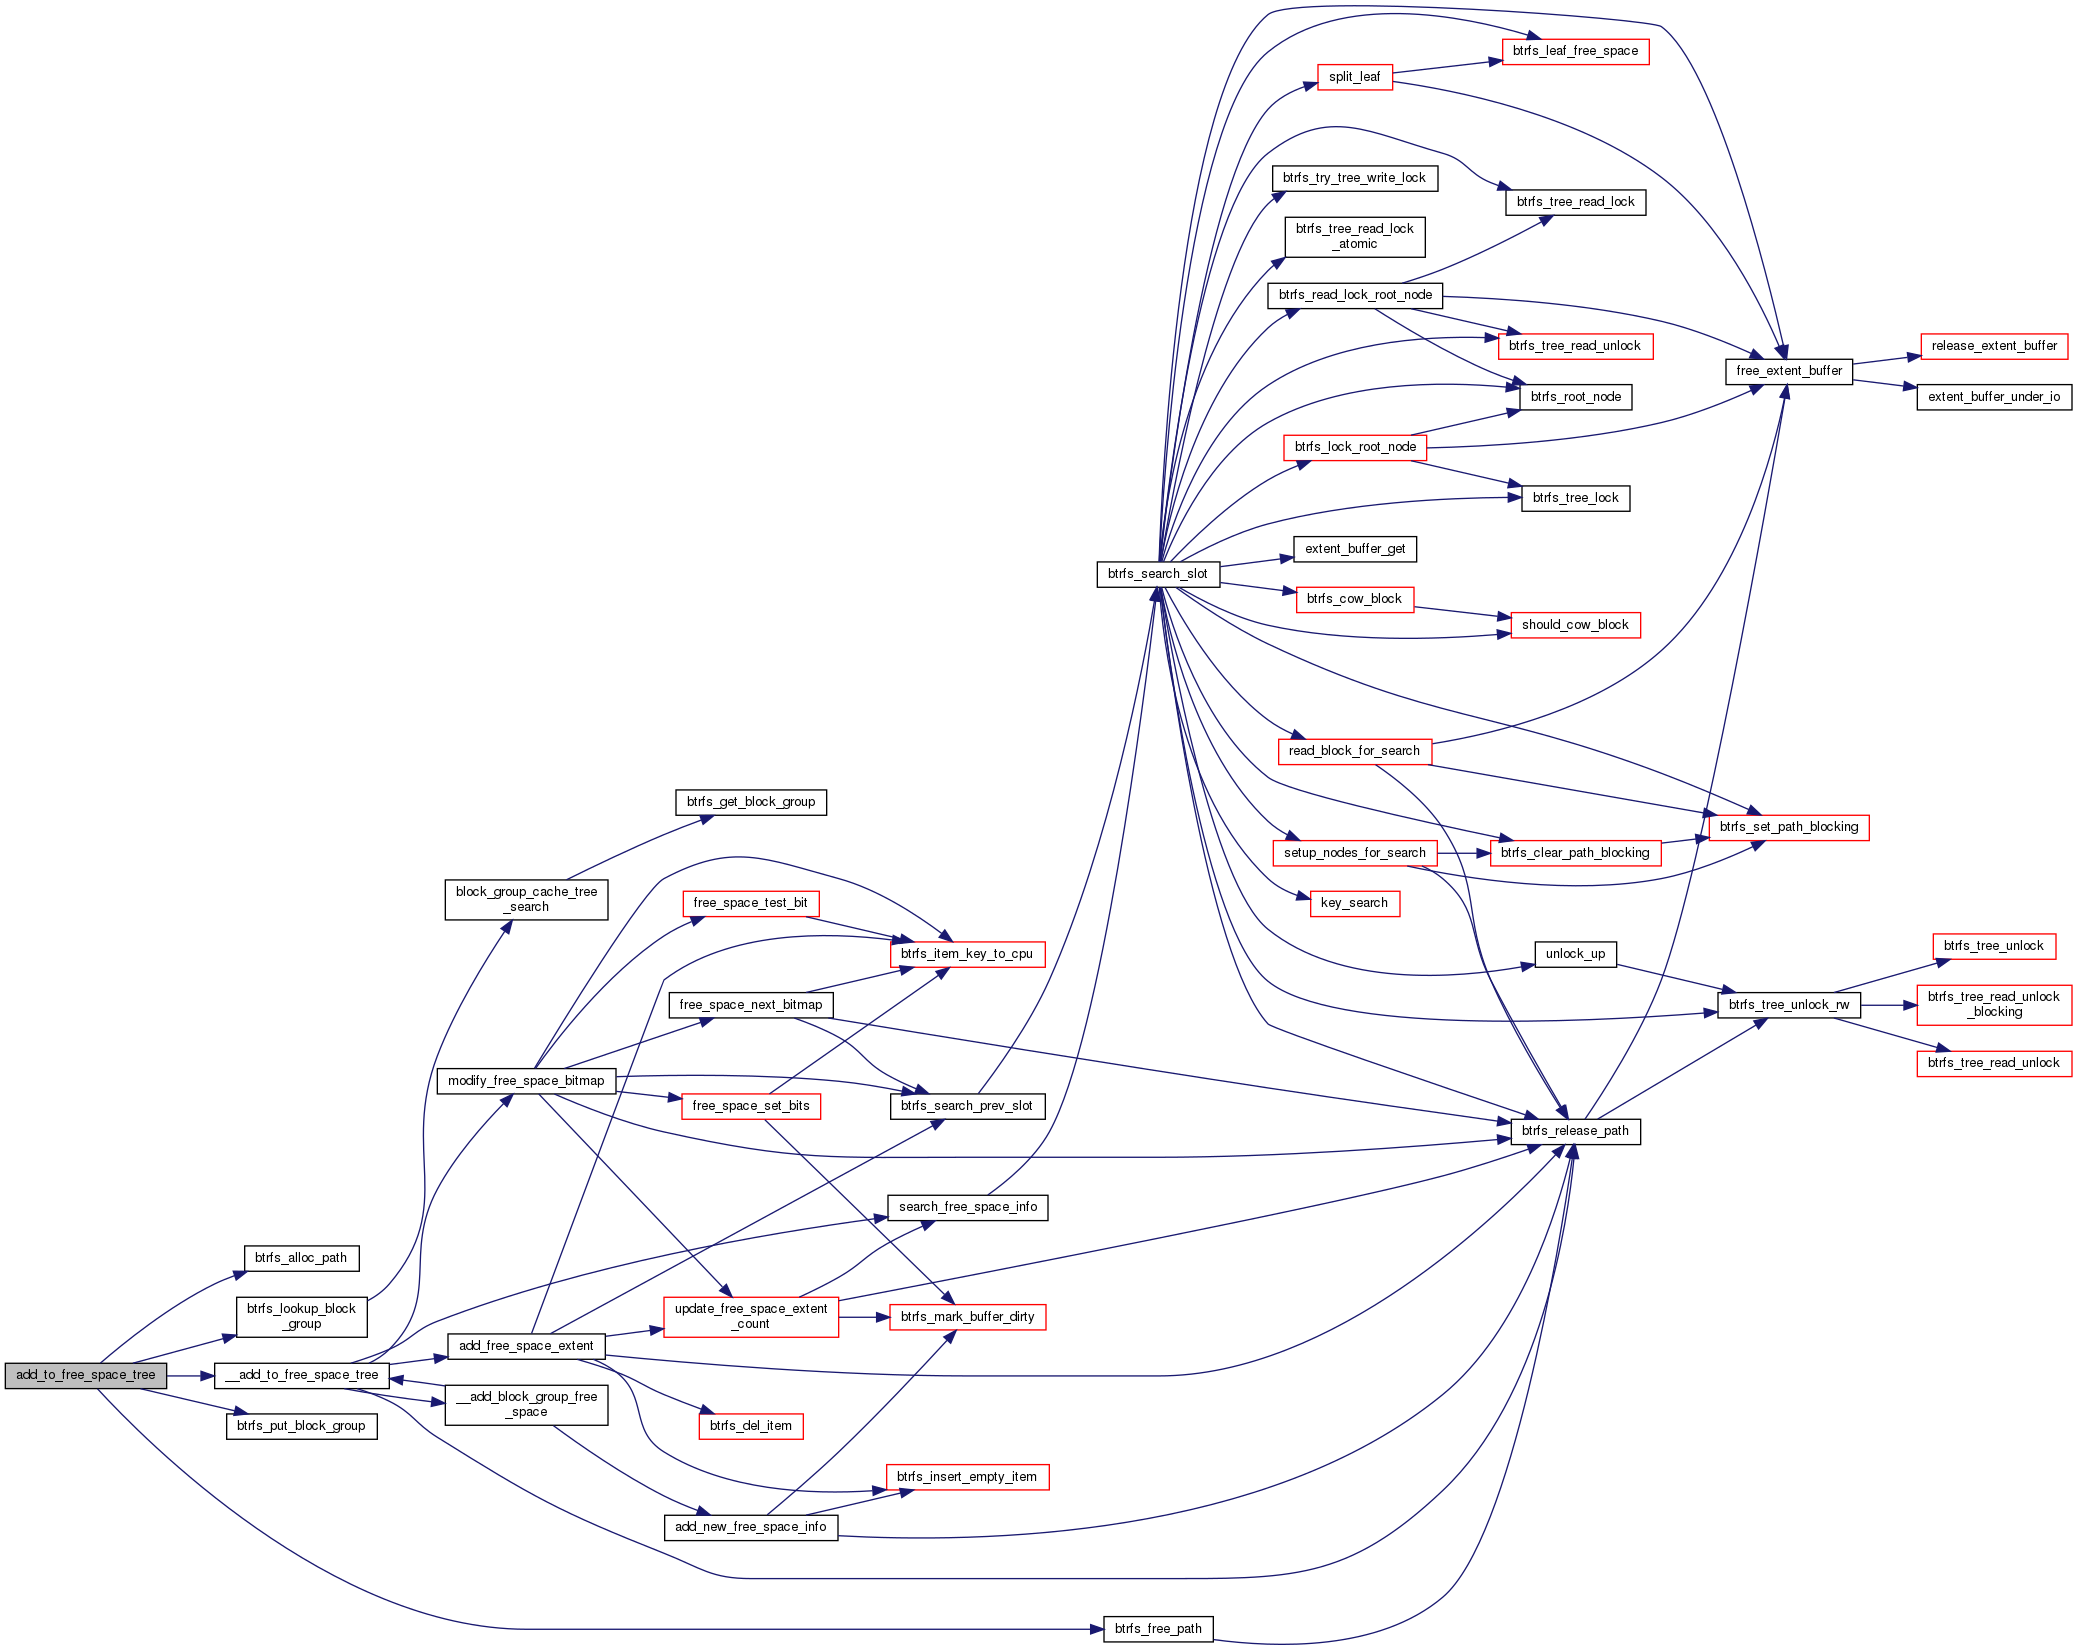 btrfs_leaf_free_space
split_leaf
btrfs_try_tree_write_lock
btrfs_tree_read_lock
btrfs_tree_read_lock
_atomic
btrfs_read_lock_root_node
btrfs_tree_read_unlock
release_extent_buffer
free_extent_buffer
btrfs_root_node
extent_buffer_under_io
btrfs_lock_root_node
btrfs_tree_lock
extent_buffer_get
btrfs_search_slot
btrfs_cow_block
should_cow_block
read_block_for_search
btrfs_get_block_group
btrfs_set_path_blocking
setup_nodes_for_search
btrfs_clear_path_blocking
block_group_cache_tree
_search
free_space_test_bit
key_search
btrfs_item_key_to_cpu
unlock_up
btrfs_tree_unlock
free_space_next_bitmap
btrfs_tree_unlock_rw
btrfs_tree_read_unlock
_blocking
btrfs_tree_read_unlock
modify_free_space_bitmap
free_space_set_bits
btrfs_search_prev_slot
btrfs_release_path
search_free_space_info
btrfs_alloc_path
btrfs_lookup_block
_group
update_free_space_extent
_count
btrfs_mark_buffer_dirty
add_free_space_extent
add_to_free_space_tree
__add_to_free_space_tree
__add_block_group_free
_space
btrfs_put_block_group
btrfs_del_item
btrfs_insert_empty_item
add_new_free_space_info
btrfs_free_path